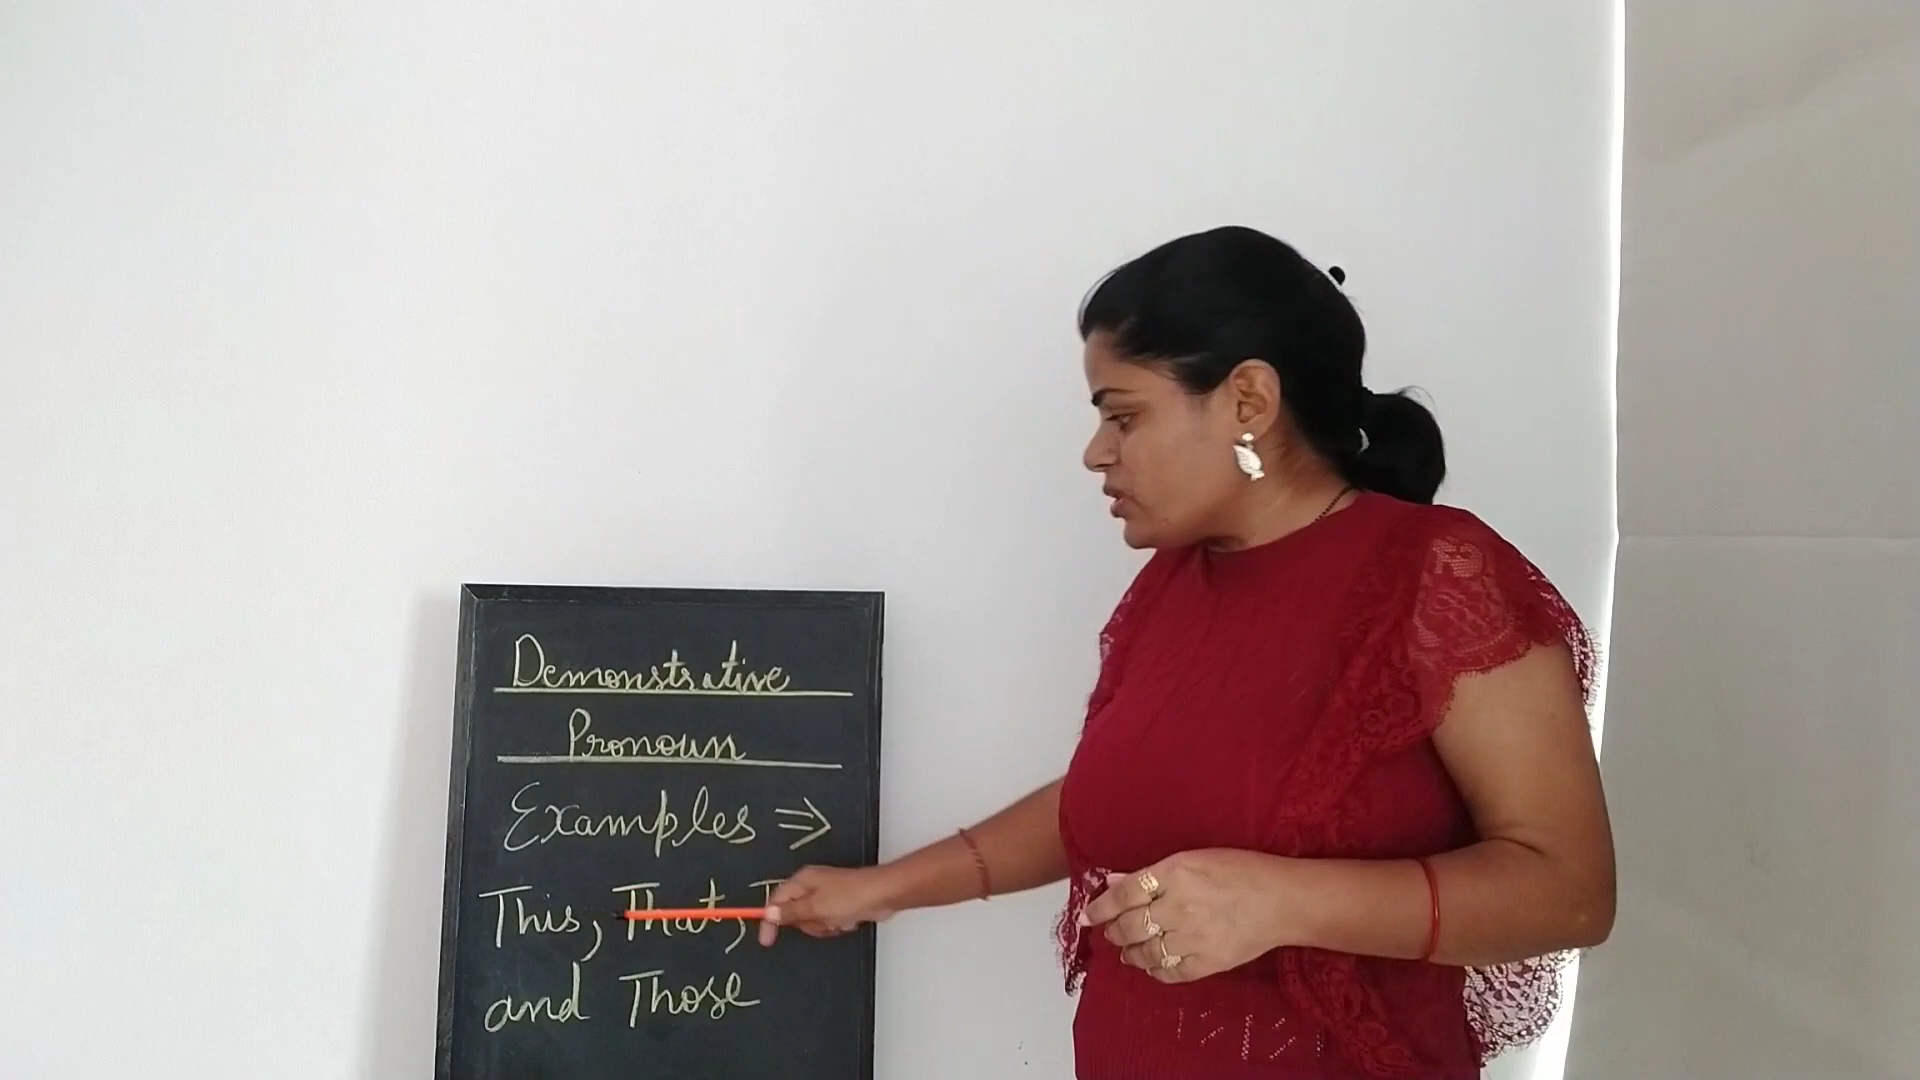 Demonstrative
Pronoun
Examples ⇒
This, That,
and Those